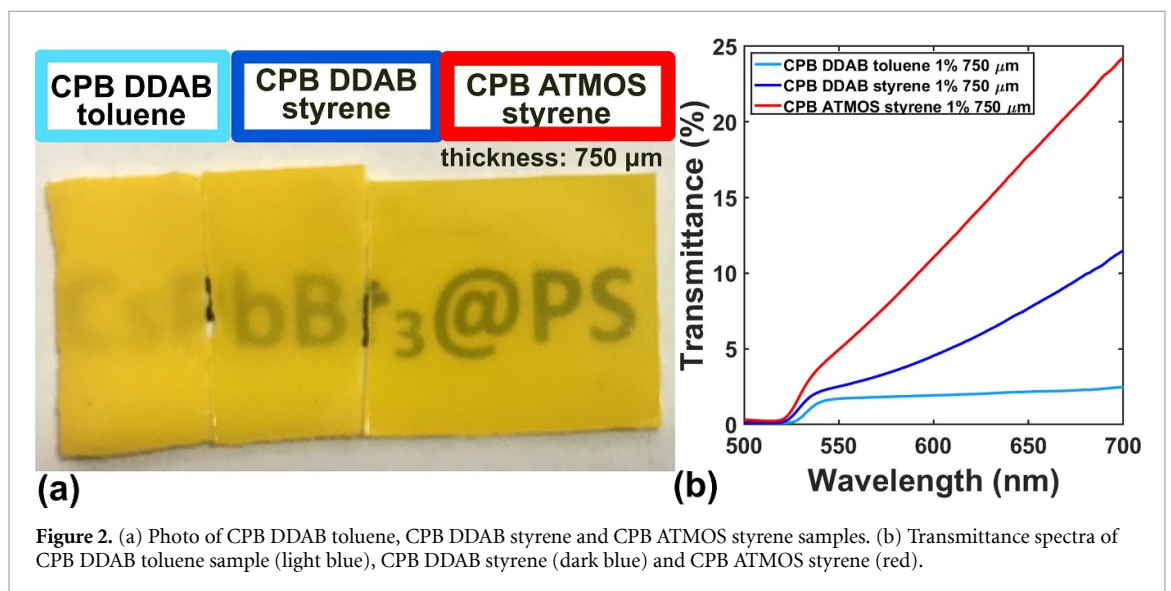 CPB DDAB
toluene
CPB DDAB
styrene
CPB ATMOS
styrene
thickness: 750 µm
CsPbBr₃@PS
(a)
25
20
15
10
5
0
Transmittance (%)
CPB DDAB toluene 1% 750 µm
CPB DDAB styrene 1% 750 µm
CPB ATMOS styrene 1% 750 µm
500
550
600
650
700
Wavelength (nm)
(b)
Figure 2. (a) Photo of CPB DDAB toluene, CPB DDAB styrene and CPB ATMOS styrene samples. (b) Transmittance spectra of
CPB DDAB toluene sample (light blue), CPB DDAB styrene (dark blue) and CPB ATMOS styrene (red).